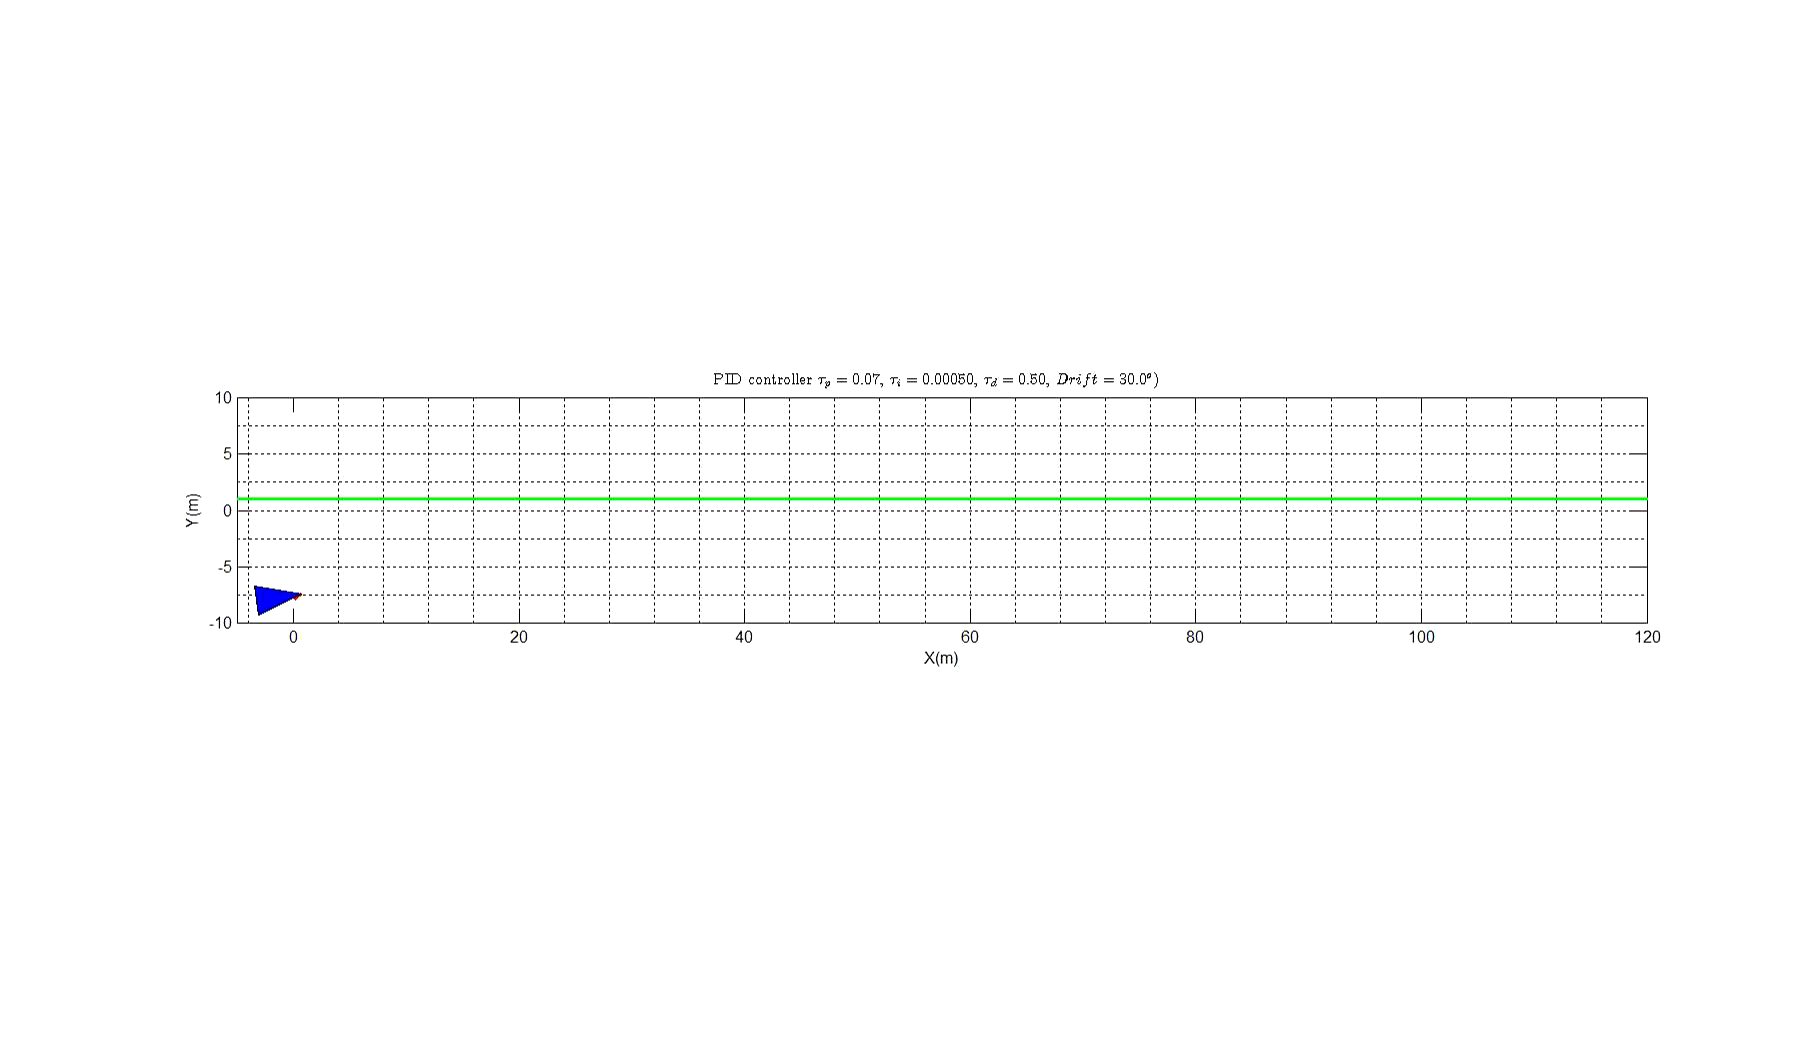 PID controller τp = 0.07, τi = 0.00050, τd = 0.50, Drift = 30.0°)
10
5
0
-5
-10
Y(m)
0 20 40 60 80 100 120
X(m)